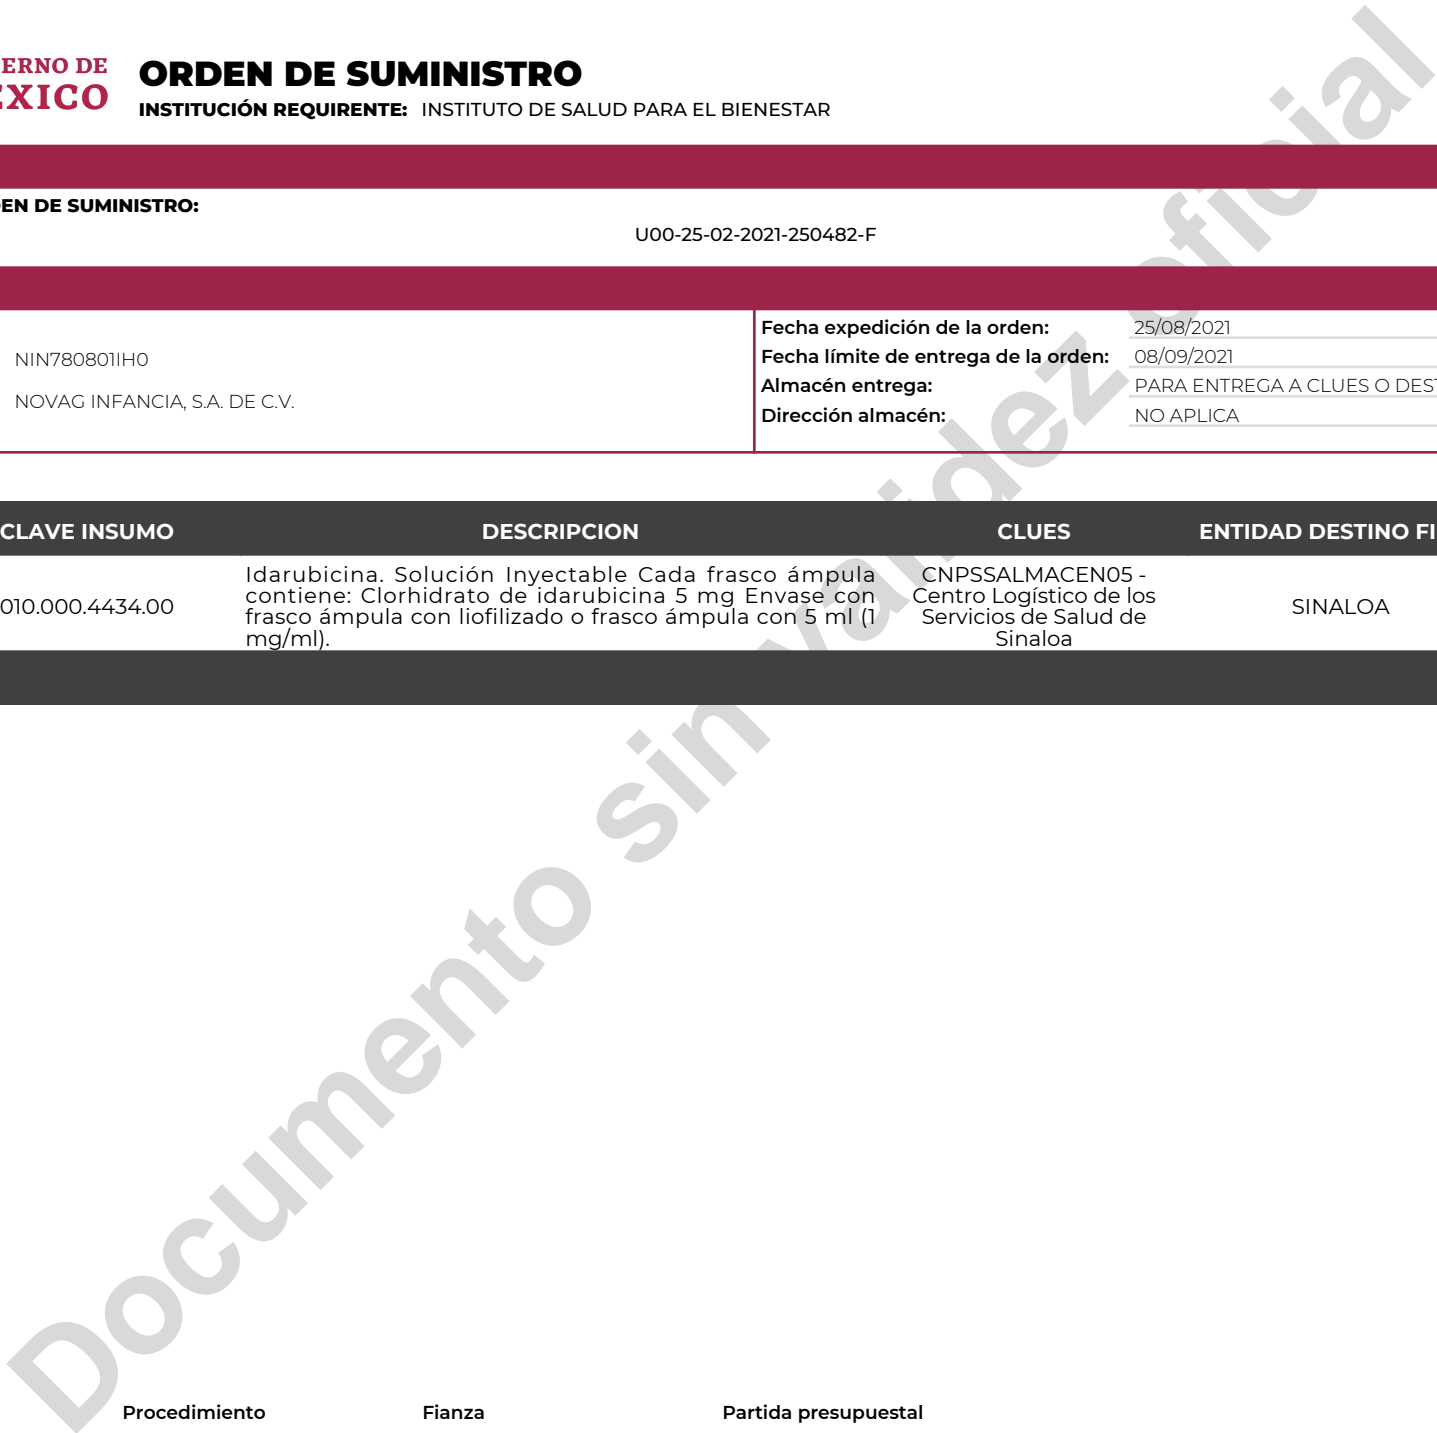 ERNO DE
ÉXICO
ORDEN DE SUMINISTRO
INSTITUCIÓN REQUIRENTE: INSTITUTO DE SALUD PARA EL BIENESTAR
EN DE SUMINISTRO:
U00-25-02-2021-250482-F
NIN780801IH0
NOVAG INFANCIA, S.A. DE C.V.
Fecha expedición de la orden: 25/08/2021
Fecha límite de entrega de la orden: 08/09/2021
Almacén entrega: PARA ENTREGA A CLUES O DES
Dirección almacén: NO APLICA
CLAVE INSUMO DESCRIPCION CLUES ENTIDAD DESTINO FI
010.000.4434.00
Idarubicina. Solución Inyectable Cada frasco ámpula
contiene: Clorhidrato de idarubicina 5 mg Envase con
frasco ámpula con liofilizado o frasco ámpula con 5 ml (1
mg/ml).
CNPSSALMACEN05 -
Centro Logístico de los
Servicios de Salud de
Sinaloa
SINALOA
Documento sin validez oficial
Procedimiento Fianza Partida presupuestal